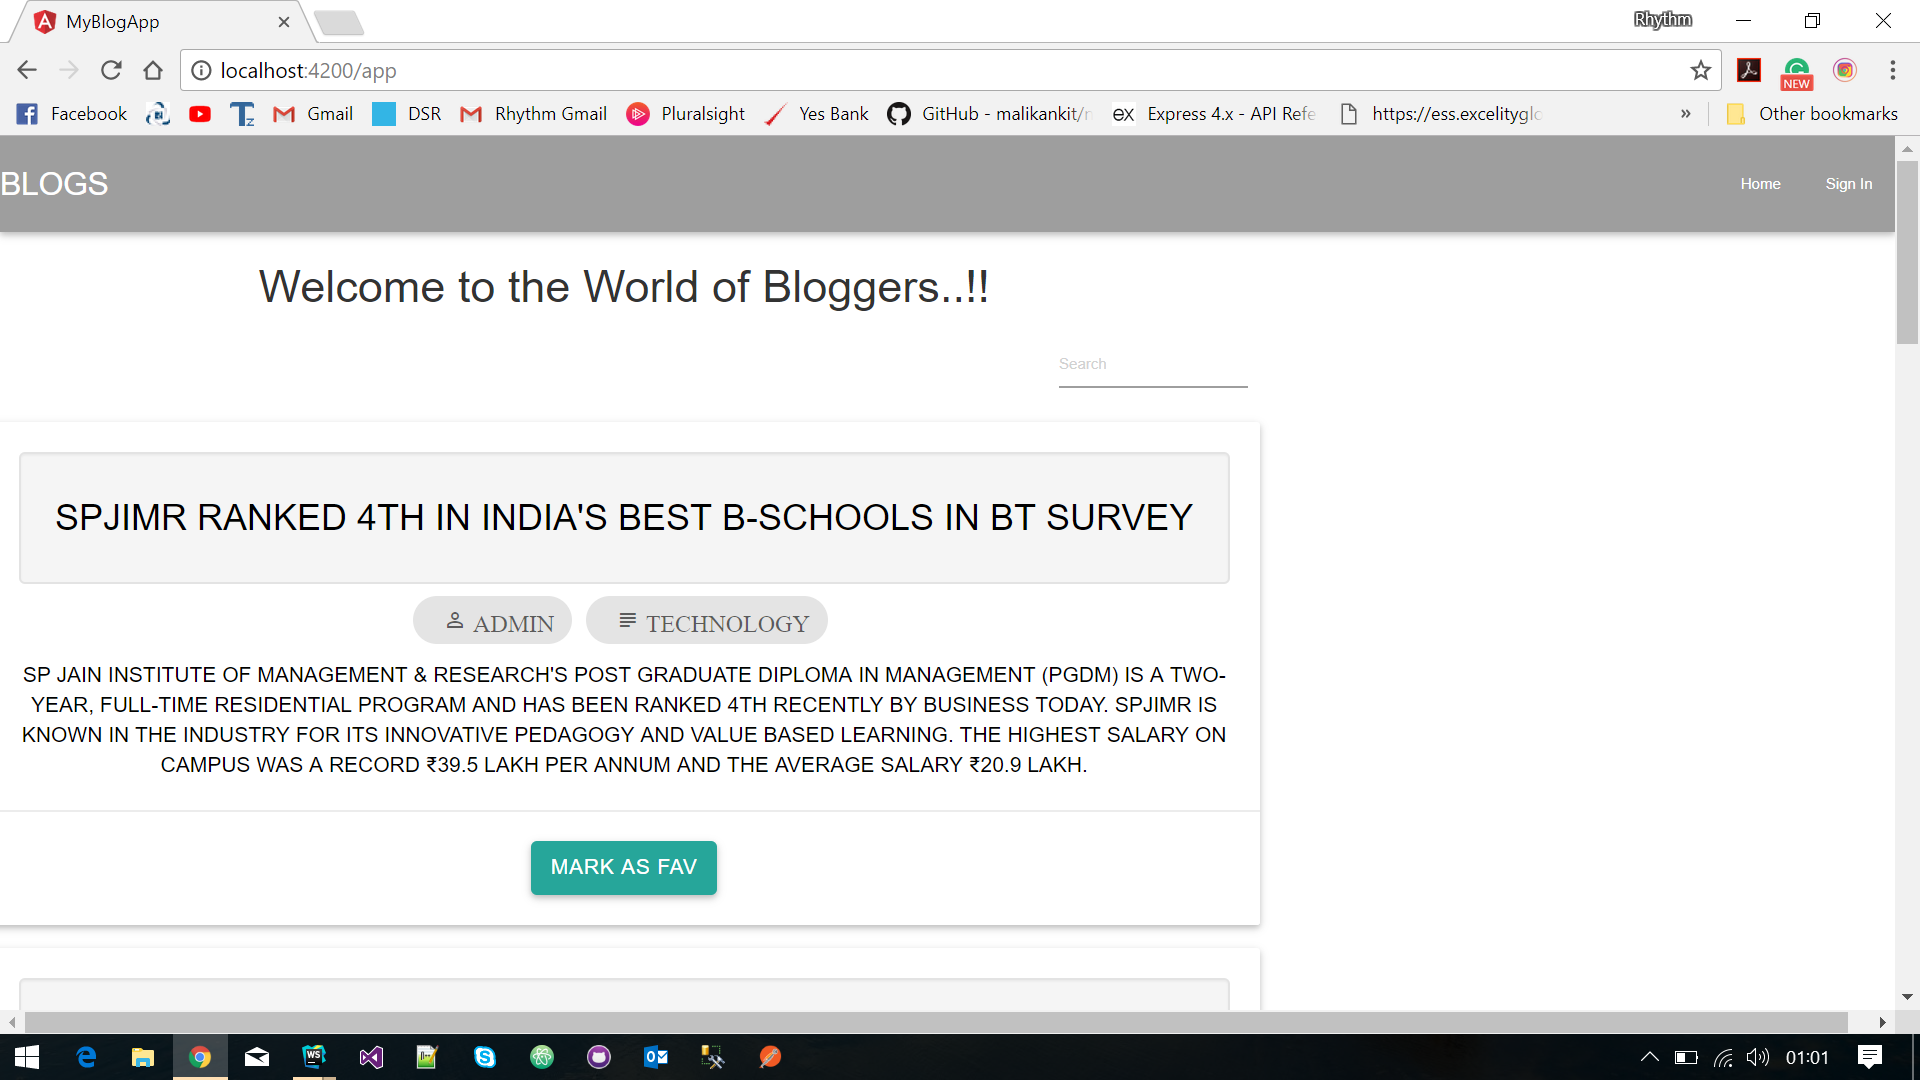 MyBlogApp
Rhythm
localhost:4200/app
NEW
Facebook
Gmail
DSR
Rhythm Gmail
Pluralsight
Yes Bank
GitHub - malikankit/
ex
Express 4.x - API Refe
https://ess.excelityglo
»
Other bookmarks
BLOGS
Home
Sign In
Welcome to the World of Bloggers..!!
Search
SPJIMR RANKED 4TH IN INDIA'S BEST B-SCHOOLS IN BT SURVEY
ADMIN
TECHNOLOGY
SP JAIN INSTITUTE OF MANAGEMENT & RESEARCH'S POST GRADUATE DIPLOMA IN MANAGEMENT (PGDM) IS A TWO-
YEAR, FULL-TIME RESIDENTIAL PROGRAM AND HAS BEEN RANKED 4TH RECENTLY BY BUSINESS TODAY. SPJIMR IS
KNOWN IN THE INDUSTRY FOR ITS INNOVATIVE PEDAGOGY AND VALUE BASED LEARNING. THE HIGHEST SALARY ON
CAMPUS WAS A RECORD ₹39.5 LAKH PER ANNUM AND THE AVERAGE SALARY ₹20.9 LAKH.
MARK AS FAV
WS
01:01